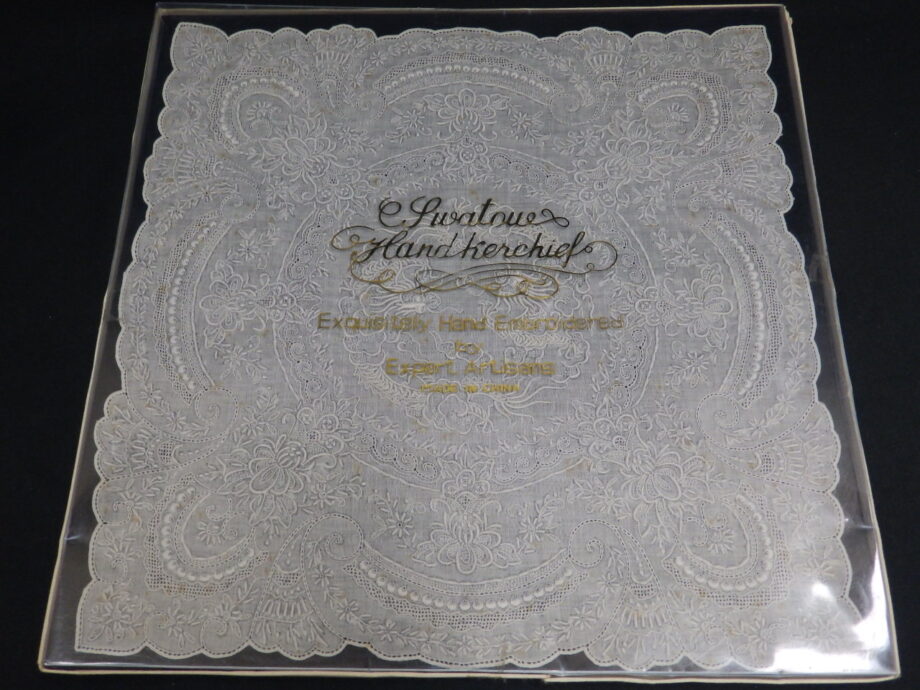 Swatow
Handkerchief
Exquisitely Hand Embroidered
by
Expert Artisans
MADE IN CHINA